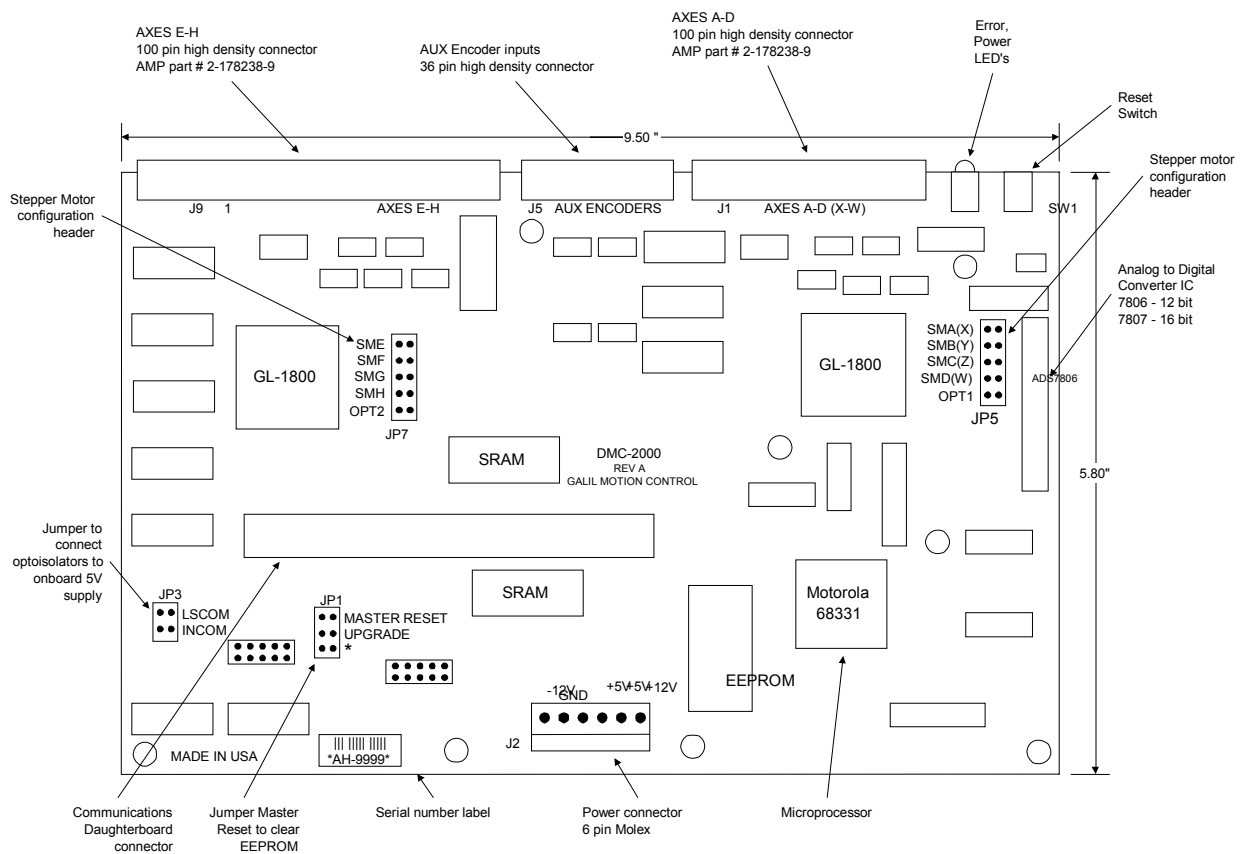 AXES E-H
100 pin high density connector
AMP part # 2-178238-9
AUX Encoder inputs
36 pin high density connector
AXES A-D
100 pin high density connector
AMP part # 2-178238-9
Error,
Power
LED's
Reset
Switch
9.50 "
Stepper motor
configuration
header
Stepper Motor
configuration
header
J9
1
AXES E-H
J5
AUX ENCODERS
J1
AXES A-D (X-W)
SW1
Analog to Digital
Converter IC
7806 - 12 bit
7807 - 16 bit
GL-1800
SME
SMF
SMG
SMH
OPT2
JP7
GL-1800
SMA(X)
SMB(Y)
SMC(Z)
SMD(W)
OPT1
JP5
ADS7806
SRAM
DMC-2000
REV A
GALIL MOTION CONTROL
5.80"
Jumper to
connect
optoisolators to
onboard 5V
supply
JP3
LSCOM
INCOM
JP1
MASTER RESET
UPGRADE
*
SRAM
Motorola
68331
EEPROM
-12V
GND
+5V
+5V
+12V
J2
MADE IN USA
*AH-9999*
Communications
Daughterboard
connector
Jumper Master
Reset to clear
EEPROM
Serial number label
Power connector
6 pin Molex
Microprocessor